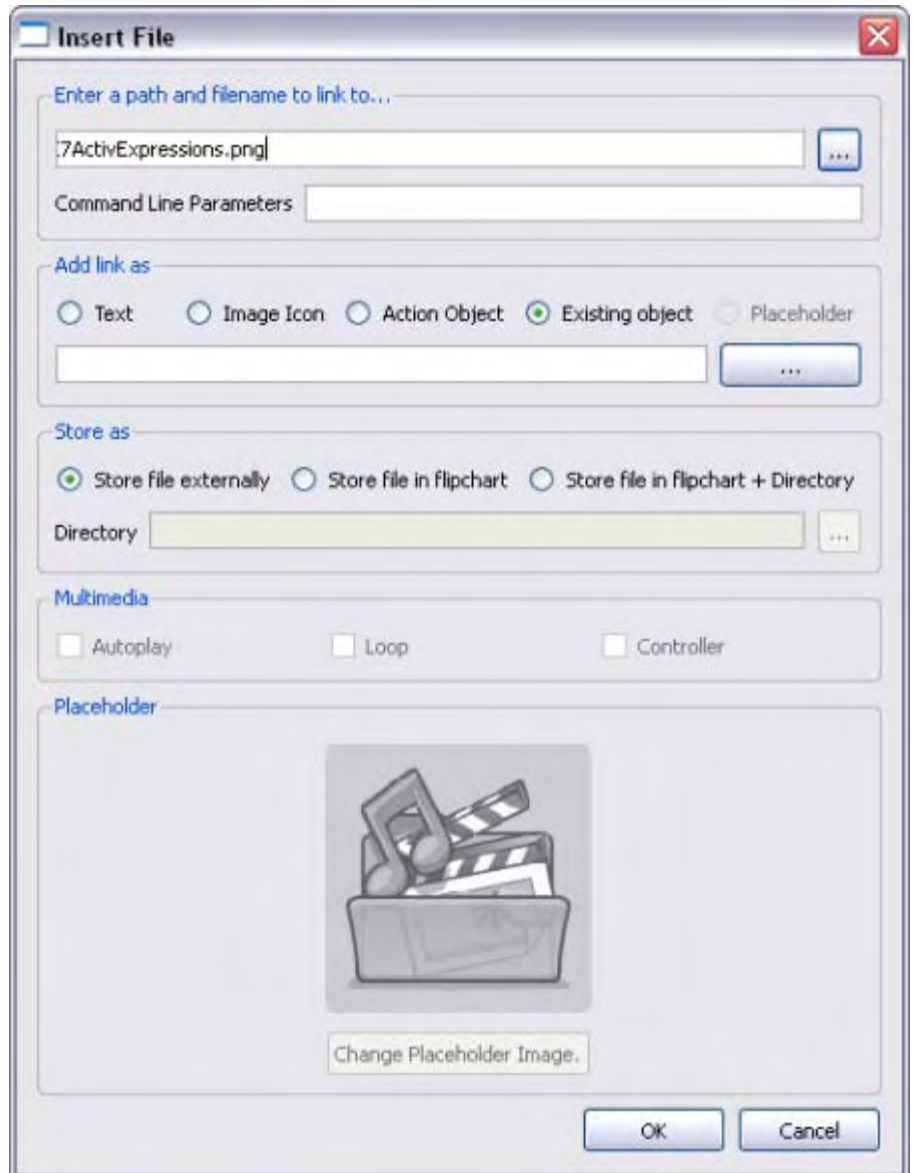 Insert File
Enter a path and filename to link to...
7ActivExpressions.png
...
Command Line Parameters
Add link as
Text Image Icon Action Object Existing object Placeholder
...
Store as
Store file externally Store file in flipchart Store file in flipchart + Directory
Directory ...
Multimedia
Autoplay Loop Controller
Placeholder
Change Placeholder Image.
OK Cancel